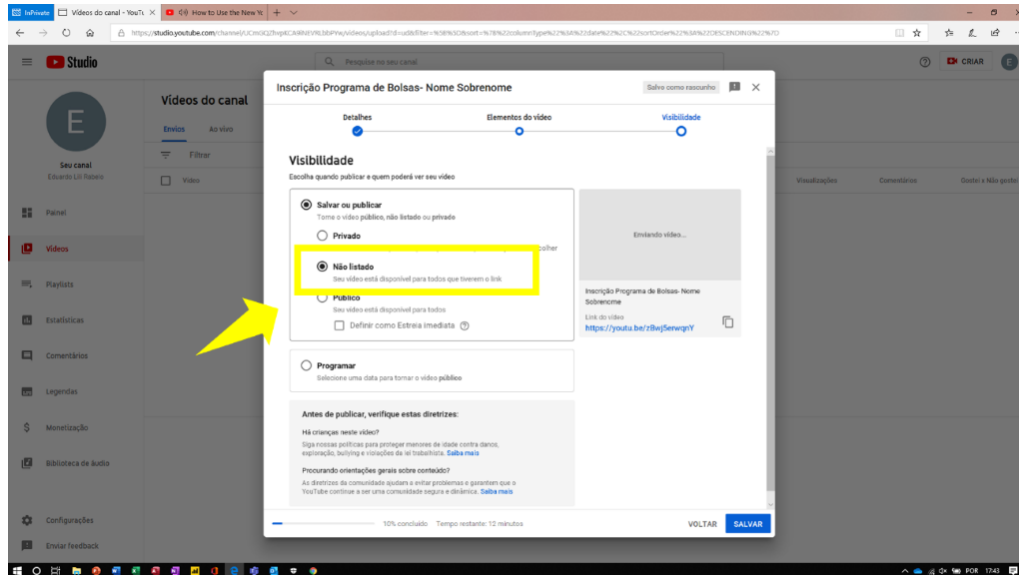 InPrivate
Vídeos do canal - YouTu
How to Use the New Yo
Studio
Pesquise no seu canal
CRIAR
E
E
Seu canal
Painel
Vídeos
Playlists
Estatísticas
Comentários
Legendas
Monetização
Biblioteca de áudio
Configurações
Enviar feedback
Vídeos do canal
Envios Ao vivo
Filtrar
Vídeo
Visualizações Comentários
Inscrição Programa de Bolsas- Nome Sobrenome
Salvo como rascunho
Detalhes Elementos do vídeo Visibilidade
Visibilidade
Escolha quando publicar e quem poderá ver seu vídeo
Salvar ou publicar
Torne o vídeo público, não listado ou privado
Privado
olher
Não listado
Seu vídeo está disponível para todos que tiverem o link
Público
Seu vídeo está disponível para todos
Definir como Estreia imediata
Programar
Selecione uma data para tornar o vídeo público
Antes de publicar, verifique estas diretrizes:
Há crianças neste vídeo?
Siga nossas políticas para proteger menores de idade contra danos,
exploração, bullying e violações da lei trabalhista. Saiba mais
Procurando orientações gerais sobre conteúdo?
As diretrizes da comunidade ajudam a evitar problemas e garantem que o
YouTube continue a ser uma comunidade segura e dinâmica. Saiba mais
Enviando vídeo...
Inscrição Programa de Bolsas- Nome
Sobrenome
Link do vídeo
https://youtu.be/zBwj5erwqnY
10% concluído Tempo restante: 12 minutos
VOLTAR SALVAR
POR 17:43